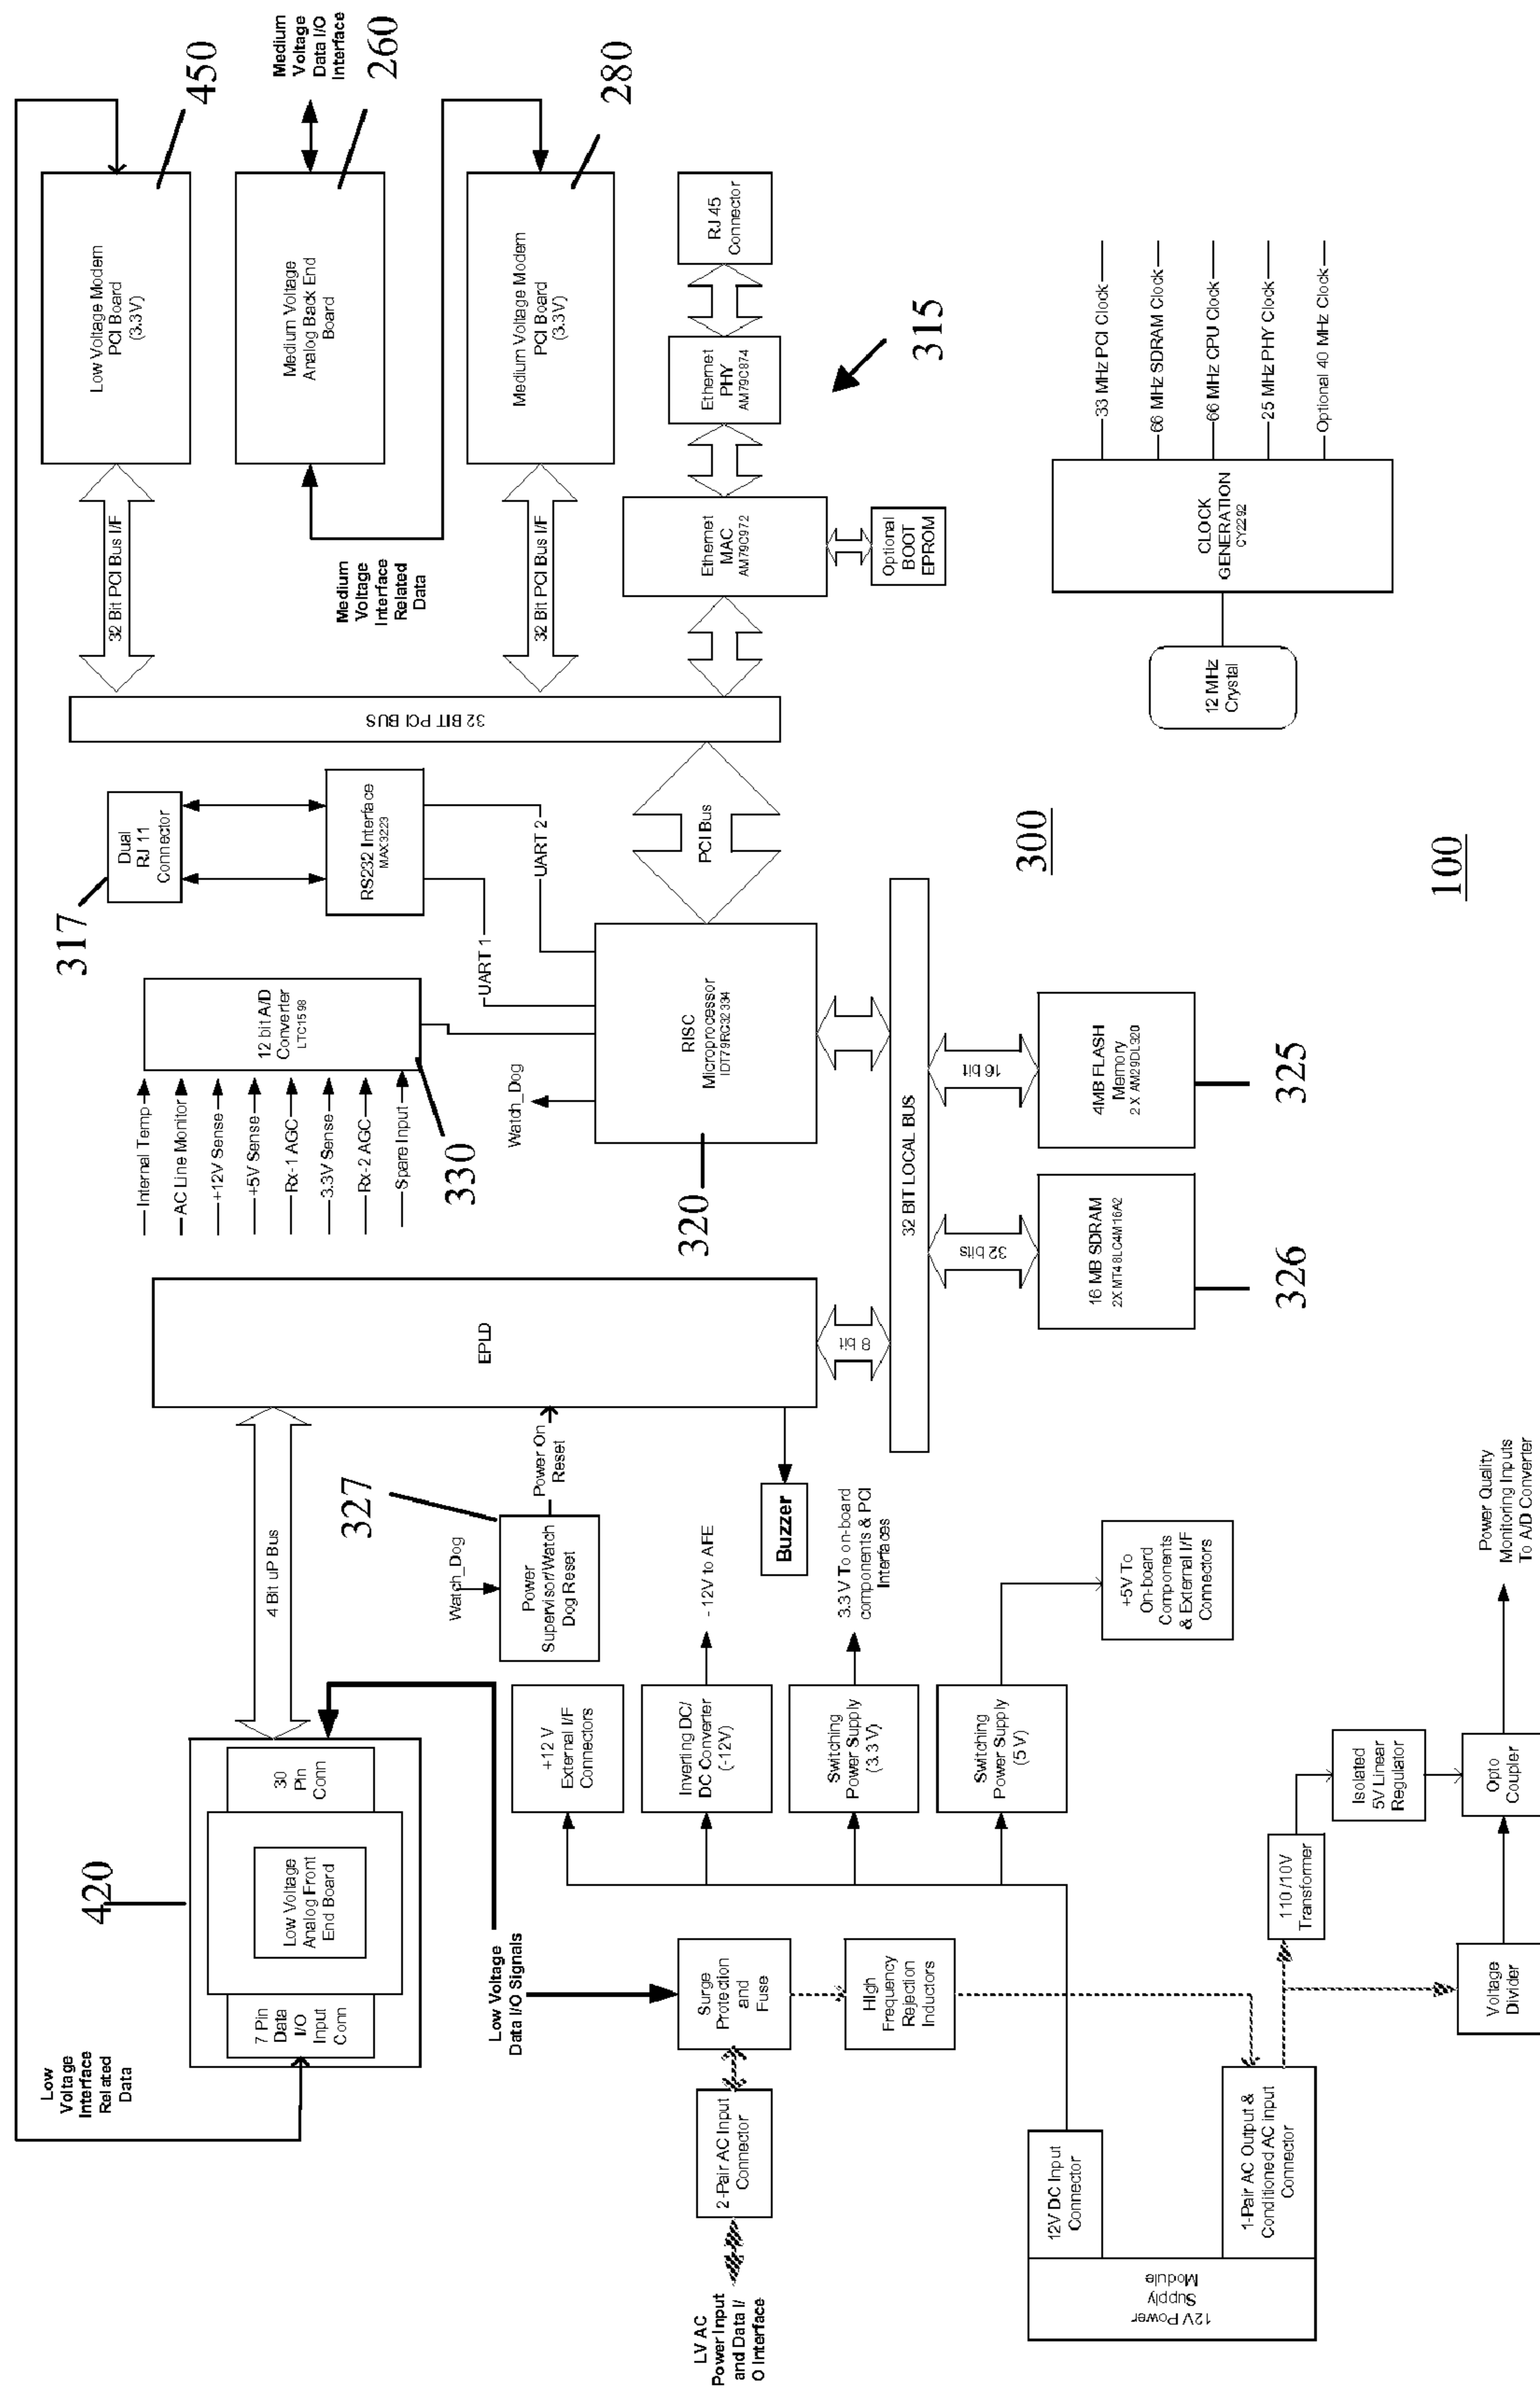 Low
Voltage
Interface
Related
Data
420
7 Pin
Data
I/O
Input
Conn
Low Voltage
Analog Front
End Board
30
Pin
Conn
4 Bit uP Bus
Low Voltage
Data I/O Signals
LV AC
Power Input
and Data I/
O Interface
2-Pair AC Input
Connector
Surge
Protection
and
Fuse
High
Frequency
Rejection
Inductors
12V Power
Supply
Module
12V DC Input
Connector
1-Pair AC Output &
Conditioned AC input
Connector
+12 V
External I/F
Connectors
Inverting DC/
DC Converter
(-12V)
- 12V to AFE
Switching
Power Supply
(3.3 V)
3.3 V To on-board
components & PCI
Interfaces
Switching
Power Supply
(5 V)
+5V To
On-board
Components
& External I/F
Connectors
110 /10V
Transformer
Isolated
5V Linear
Regulator
Voltage
Divider
Opto
Coupler
Power Quality
Monitoring Inputs
To A/D Converter
327
Watch_Dog
Power
Supervisor/Watch
Dog Reset
Power On
Reset
Buzzer
EPLD
8 bit
32 BIT LOCAL BUS
32 bits
16 bit
16 MB SDRAM
2X MT48LC4M16A2
326
4MB FLASH
Memory
2 X AM29DL320
325
Internal Temp
AC Line Monitor
+12V Sense
+5V Sense
Rx-1 AGC
3.3V Sense
Rx-2 AGC
Spare Input
330
12 bit A/D
Converter
LTC1598
Watch_Dog
320
RISC
Microprocessor
IDT79RC32334
UART 1
UART 2
317
Dual
RJ 11
Connector
RS232 Interface
MAX3223
PCI Bus
32 BIT PCI BUS
32 Bit PCI Bus I/F
32 Bit PCI Bus I/F
Low Voltage Modem
PCI Board
(3.3V)
450
Medium Voltage
Analog Back End
Board
Medium
Voltage
Data I/O
Interface
260
Medium
Voltage
Interface
Related
Data
Medium Voltage Modem
PCI Board
(3.3V)
280
Ethernet
MAC
AM79C972
Optional
BOOT
EPROM
Ethernet
PHY
AM79C874
RJ 45
Connector
315
12 MHz
Crystal
CLOCK
GENERATION
CY2292
33 MHz PCI Clock
66 MHz SDRAM Clock
66 MHz CPU Clock
25 MHz PHY Clock
Optional 40 MHz Clock
300
100